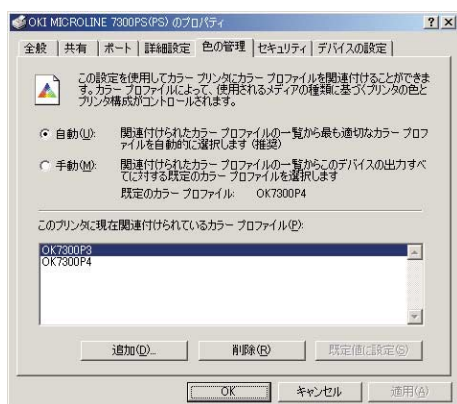 OKI MICROLINE 7300PS(PS) のプロパティ
全般 | 共有 | ポート | 詳細設定 | 色の管理 | セキュリティ | デバイスの設定
この設定を使用してカラー プリンタにカラー プロファイルを関連付けることができま
す。カラー プロファイルによって、使用されるメディアの種類に基づくプリンタの色と
プリンタ構成がコントロールされます。
自動(U): 関連付けられたカラー プロファイルの一覧から最も適切なカラー プロフ
ァイルを自動的に選択します (推奨)
手動(M): 関連付けられたカラー プロファイルの一覧からこのデバイスの出力すべ
てに対する既定のカラー プロファイルを選択します
既定のカラー プロファイル: OK7300P4
このプリンタに現在関連付けられているカラー プロファイル(P):
OK7300P3
OK7300P4
追加(D)... 削除(R) 既定値に設定(S)
OK キャンセル 適用(A)